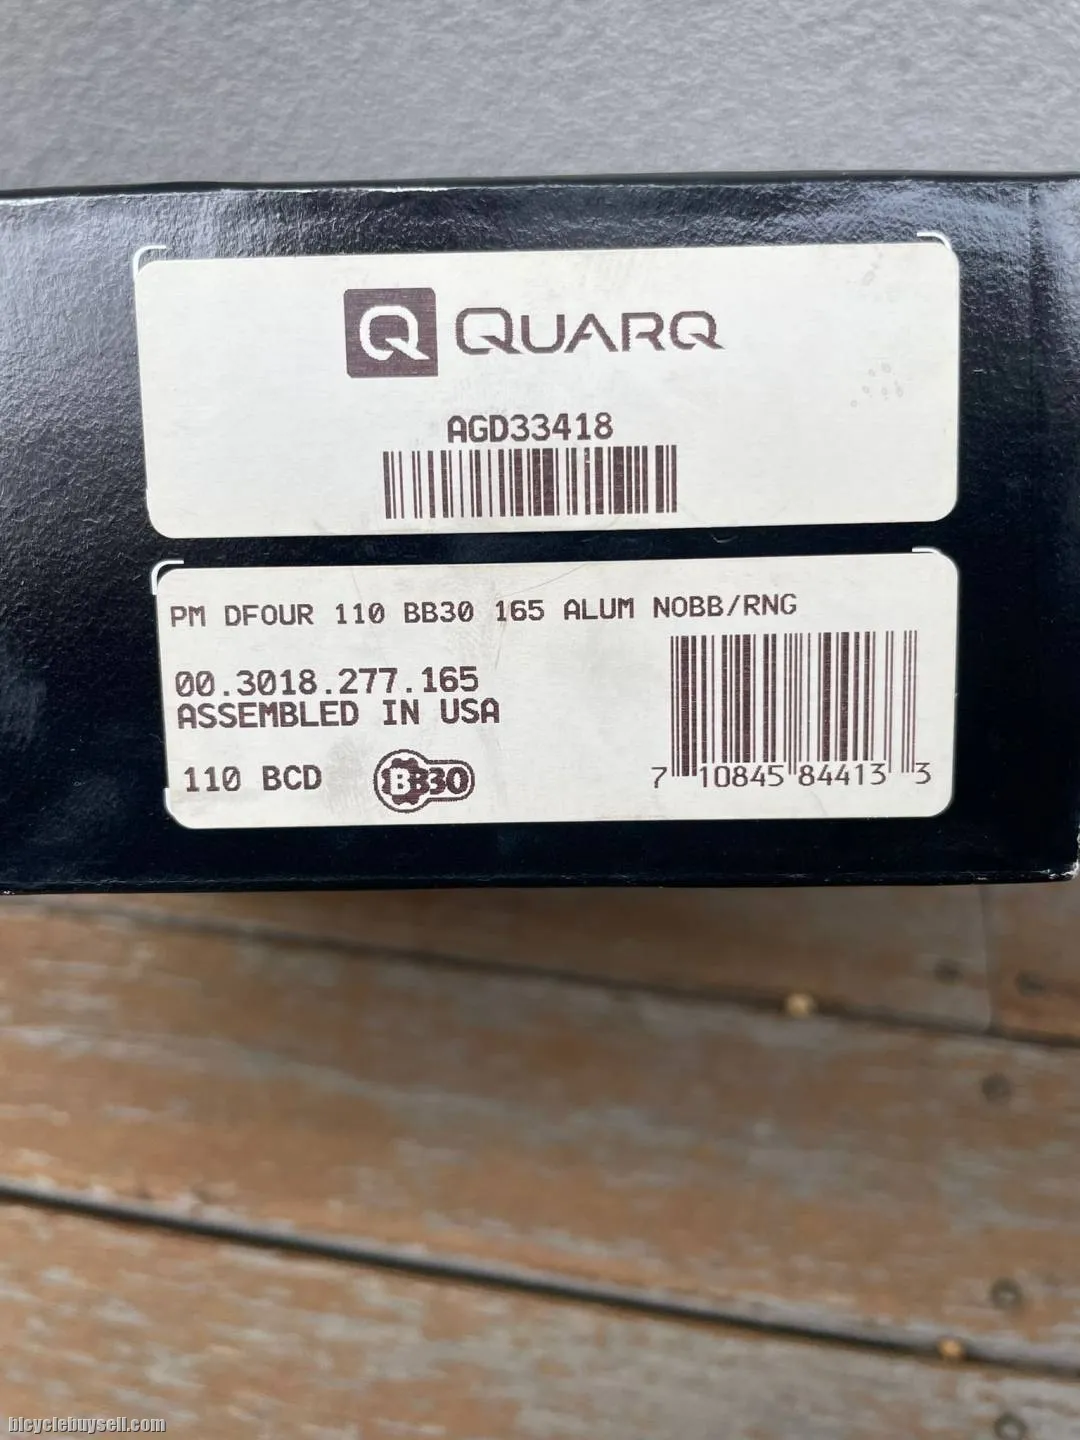 Q QUARQ
AGD33418
PM DFOUR 110 BB30 165 ALUM NOBB/RNG
00.3018.277.165
ASSEMBLED IN USA
110 BCD BB30
7 10845 84413 3
bicyclebuysell.com